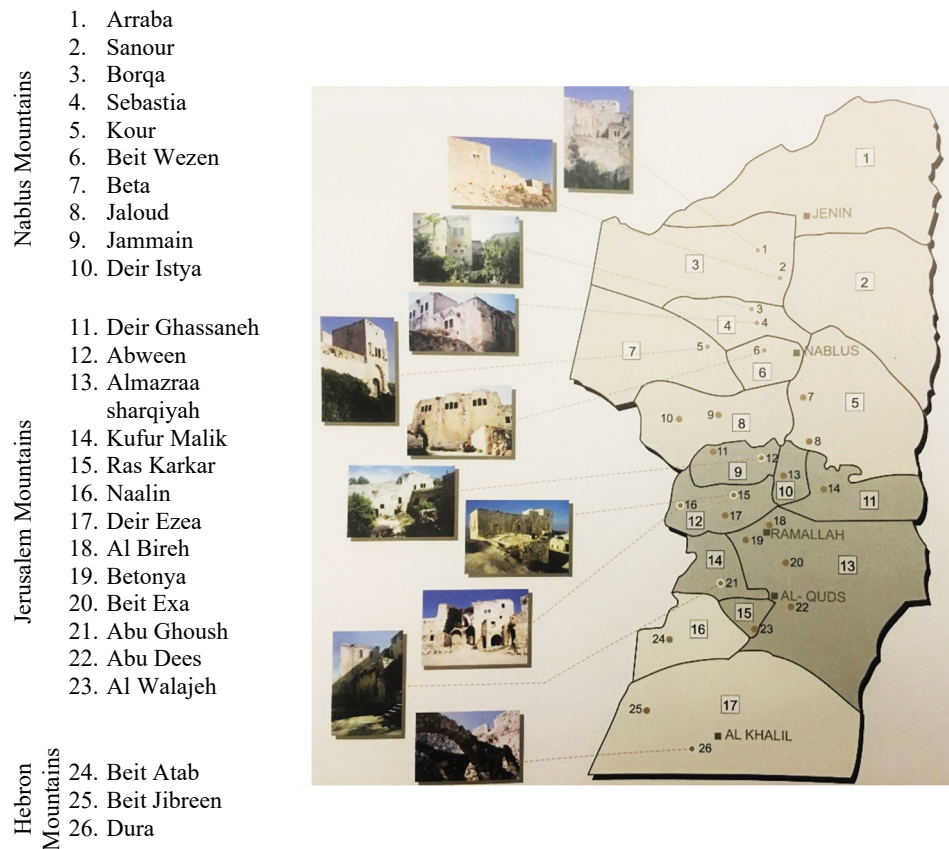 Nablus Mountains
1. Arraba
2. Sanour
3. Borqa
4. Sebastia
5. Kour
6. Beit Wezen
7. Beta
8. Jaloud
9. Jammain
10. Deir Istya
Jerusalem Mountains
11. Deir Ghassaneh
12. Abween
13. Almazraa
sharqiyah
14. Kufur Malik
15. Ras Karkar
16. Naalin
17. Deir Ezea
18. Al Bireh
19. Betonya
20. Beit Exa
21. Abu Ghoush
22. Abu Dees
23. Al Walajeh
Hebron
Mountains
24. Beit Atab
25. Beit Jibreen
26. Dura
1
JENIN
1
3
2
2
3
4
4
5
6
NABLUS
7
6
7
5
10
9
8
8
11
12
9
13
10
14
11
15
16
12
17
18
RAMALLAH
19
14
20
13
21
AL- QUDS
22
15
16
23
24
17
25
AL KHALIL
26